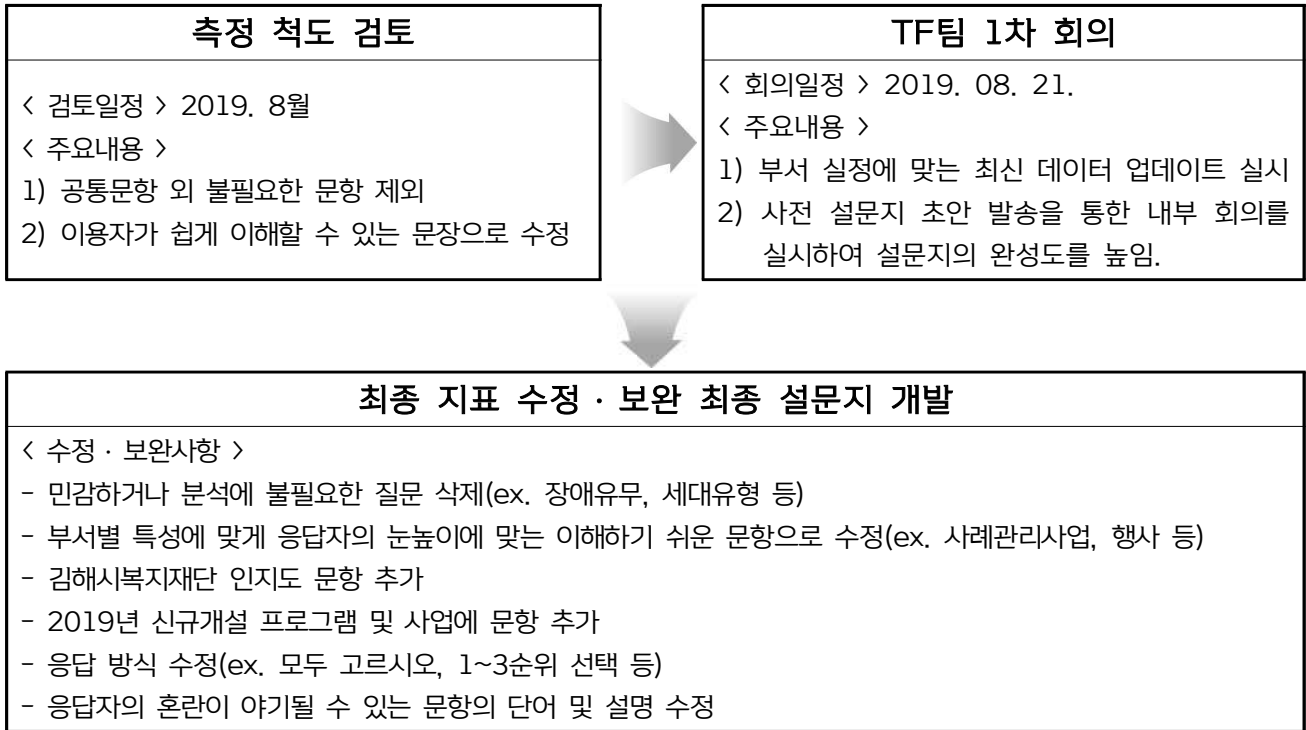 측정 척도 검토
< 검토일정 > 2019. 8월
< 주요내용 >
1) 공통문항 외 불필요한 문항 제외
2) 이용자가 쉽게 이해할 수 있는 문장으로 수정
TF팀 1차 회의
< 회의일정 > 2019. 08. 21.
< 주요내용 >
1) 부서 실정에 맞는 최신 데이터 업데이트 실시
2) 사전 설문지 초안 발송을 통한 내부 회의를
실시하여 설문지의 완성도를 높임.
최종 지표 수정 · 보완 최종 설문지 개발
< 수정 · 보완사항 >
- 민감하거나 분석에 불필요한 질문 삭제(ex. 장애유무, 세대유형 등)
- 부서별 특성에 맞게 응답자의 눈높이에 맞는 이해하기 쉬운 문항으로 수정(ex. 사례관리사업, 행사 등)
- 김해시복지재단 인지도 문항 추가
- 2019년 신규개설 프로그램 및 사업에 문항 추가
- 응답 방식 수정(ex. 모두 고르시오, 1~3순위 선택 등)
- 응답자의 혼란이 야기될 수 있는 문항의 단어 및 설명 수정